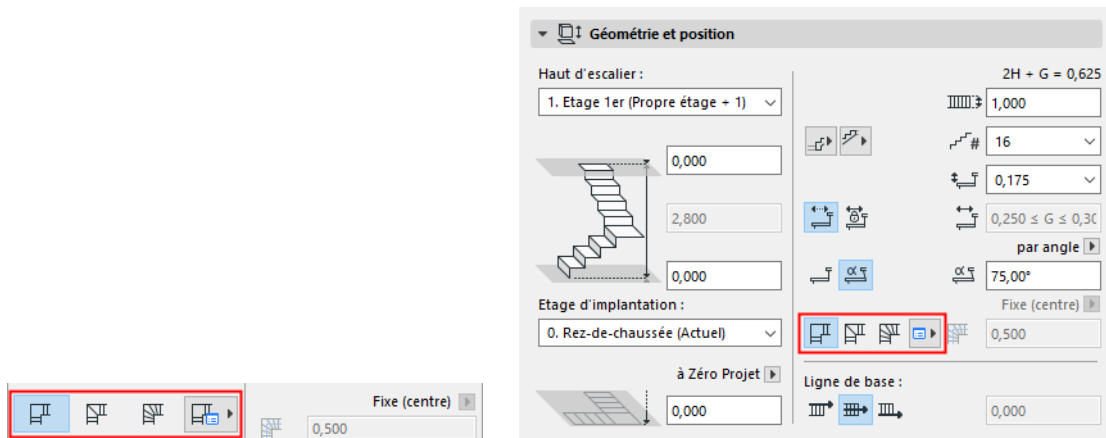 Géométrie et position
Haut d'escalier :
2H + G = 0,625
1. Etage 1er (Propre étage + 1)
1,000
# 16
0,000
0,175
2,800
0,250 ≤ G ≤ 0,30
par angle
0,000
α
α
75,00°
Etage d'implantation :
Fixe (centre)
0. Rez-de-chaussée (Actuel)
0,500
à Zéro Projet
Ligne de base :
0,000
0,000
Fixe (centre)
0,500